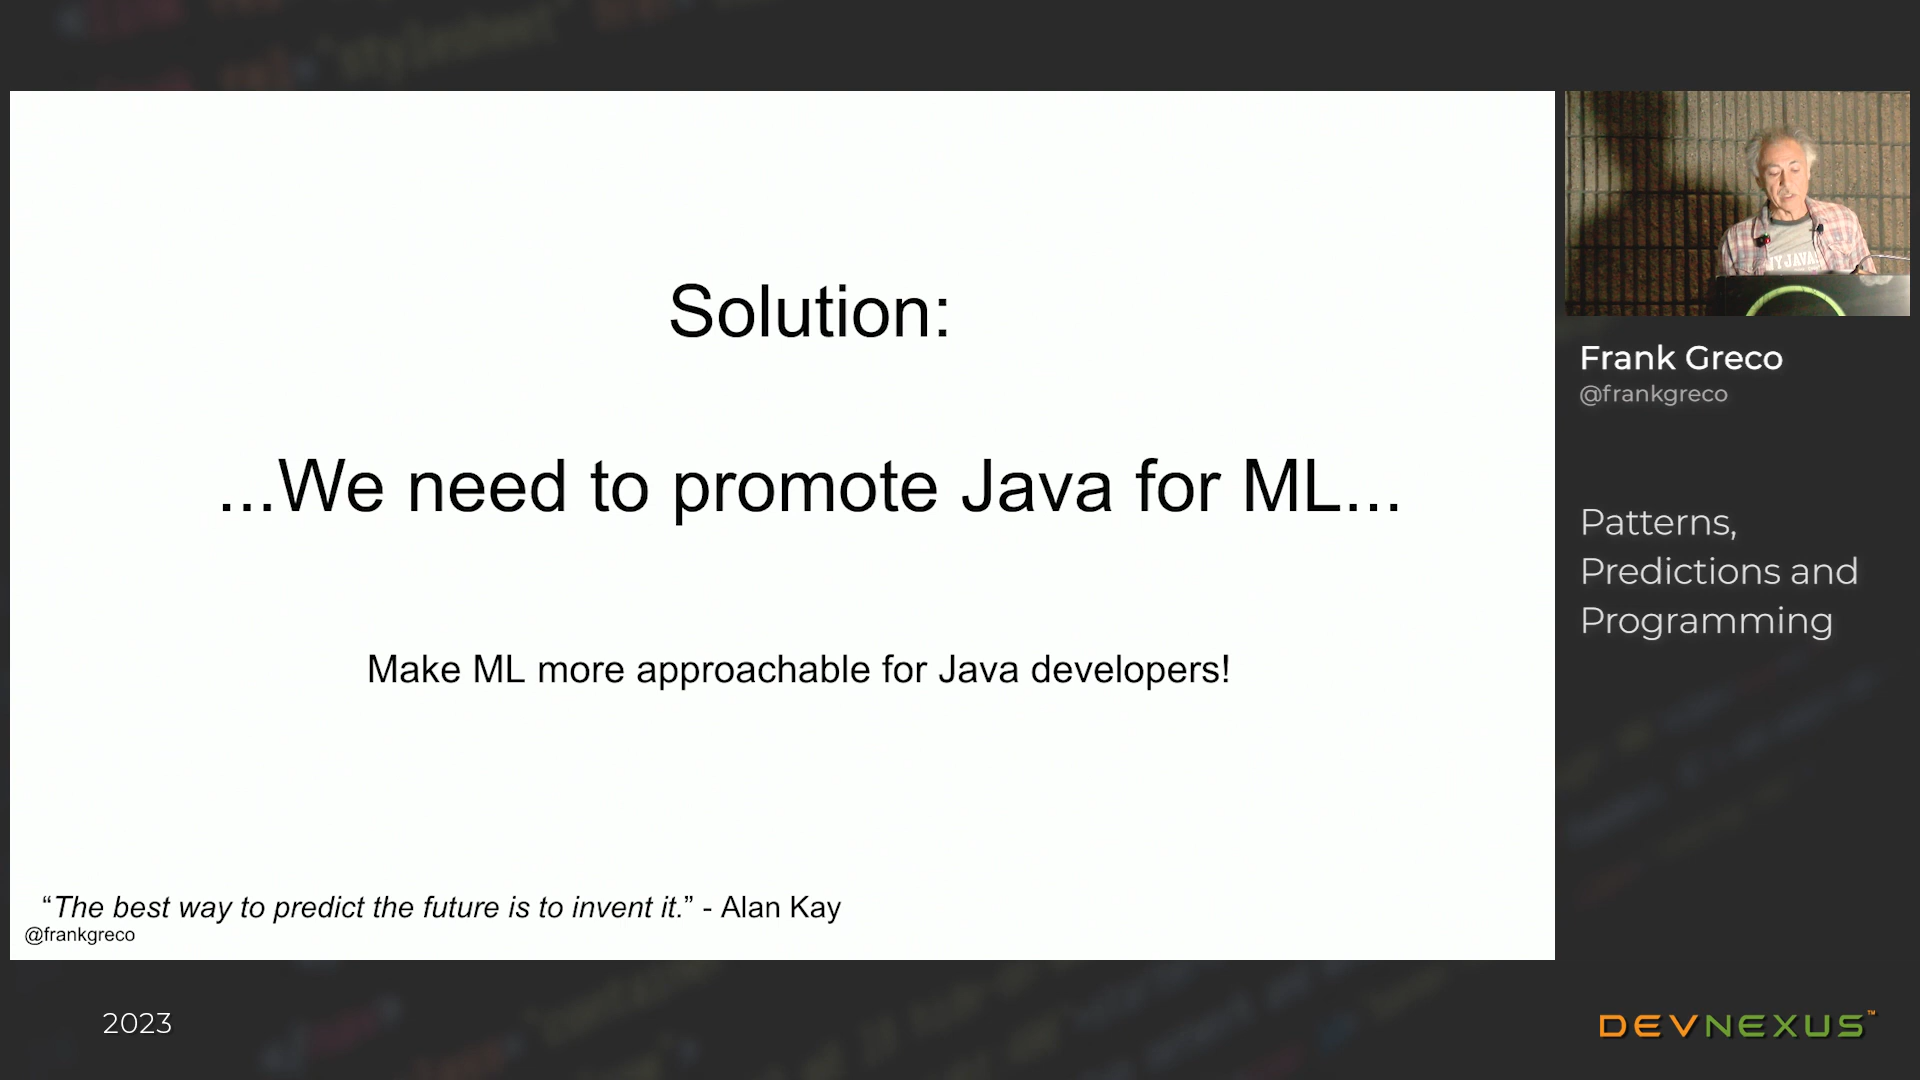 Solution:
...We need to promote Java for ML...
Make ML more approachable for Java developers!
“The best way to predict the future is to invent it.” - Alan Kay
@frankgreco
Frank Greco
@frankgreco
Patterns,
Predictions and
Programming
2023
DEVNEXUS™